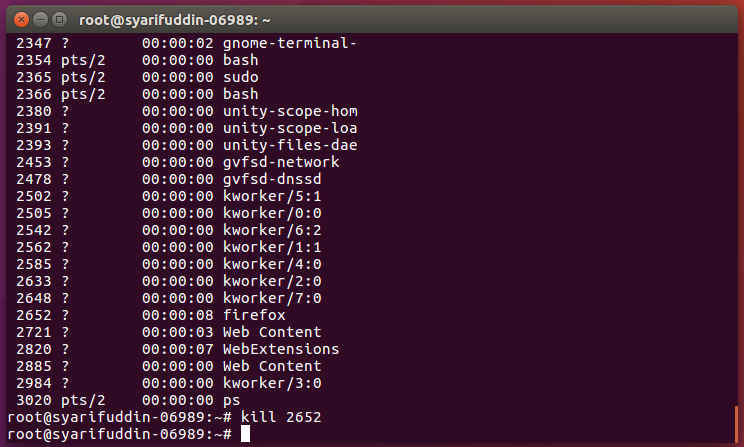 root@syarifuddin-06989: ~
2347 ? 00:00:02 gnome-terminal-
2354 pts/2 00:00:00 bash
2365 pts/2 00:00:00 sudo
2366 pts/2 00:00:00 bash
2380 ? 00:00:00 unity-scope-hom
2391 ? 00:00:00 unity-scope-loa
2393 ? 00:00:00 unity-files-dae
2453 ? 00:00:00 gvfsd-network
2478 ? 00:00:00 gvfsd-dnssd
2502 ? 00:00:00 kworker/5:1
2505 ? 00:00:00 kworker/0:0
2542 ? 00:00:00 kworker/6:2
2562 ? 00:00:00 kworker/1:1
2585 ? 00:00:00 kworker/4:0
2633 ? 00:00:00 kworker/2:0
2648 ? 00:00:00 kworker/7:0
2652 ? 00:00:08 firefox
2721 ? 00:00:03 Web Content
2820 ? 00:00:07 WebExtensions
2885 ? 00:00:00 Web Content
2984 ? 00:00:00 kworker/3:0
3020 pts/2 00:00:00 ps
root@syarifuddin-06989:~# kill 2652
root@syarifuddin-06989:~#